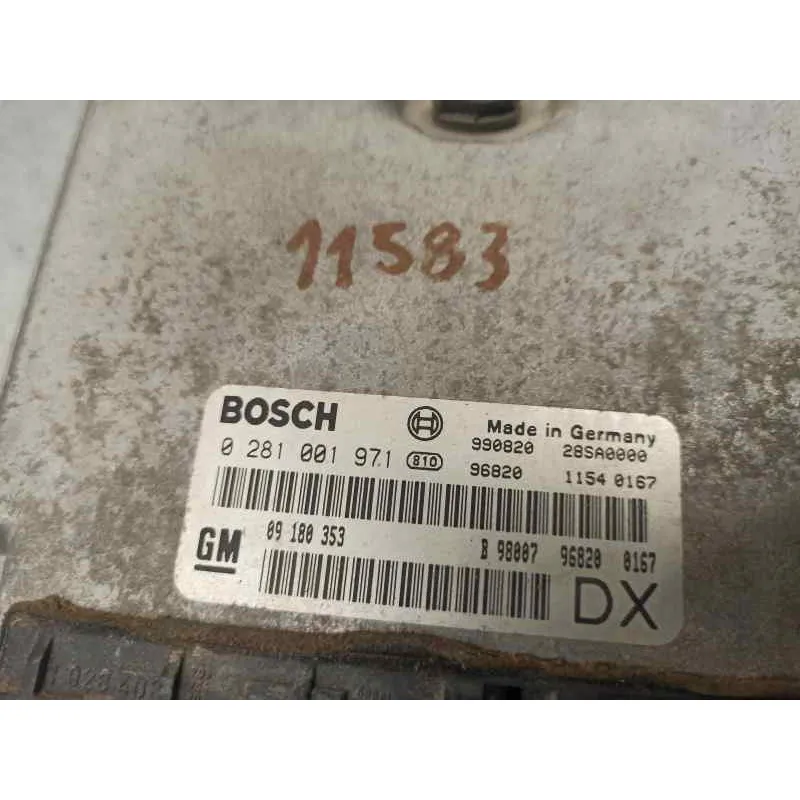 11583
BOSCH Made in Germany
0 281 001 971 810 990820 28SA0000
96820 1154 0167
GM 09 180 353 B 98007 96820 0167
DX